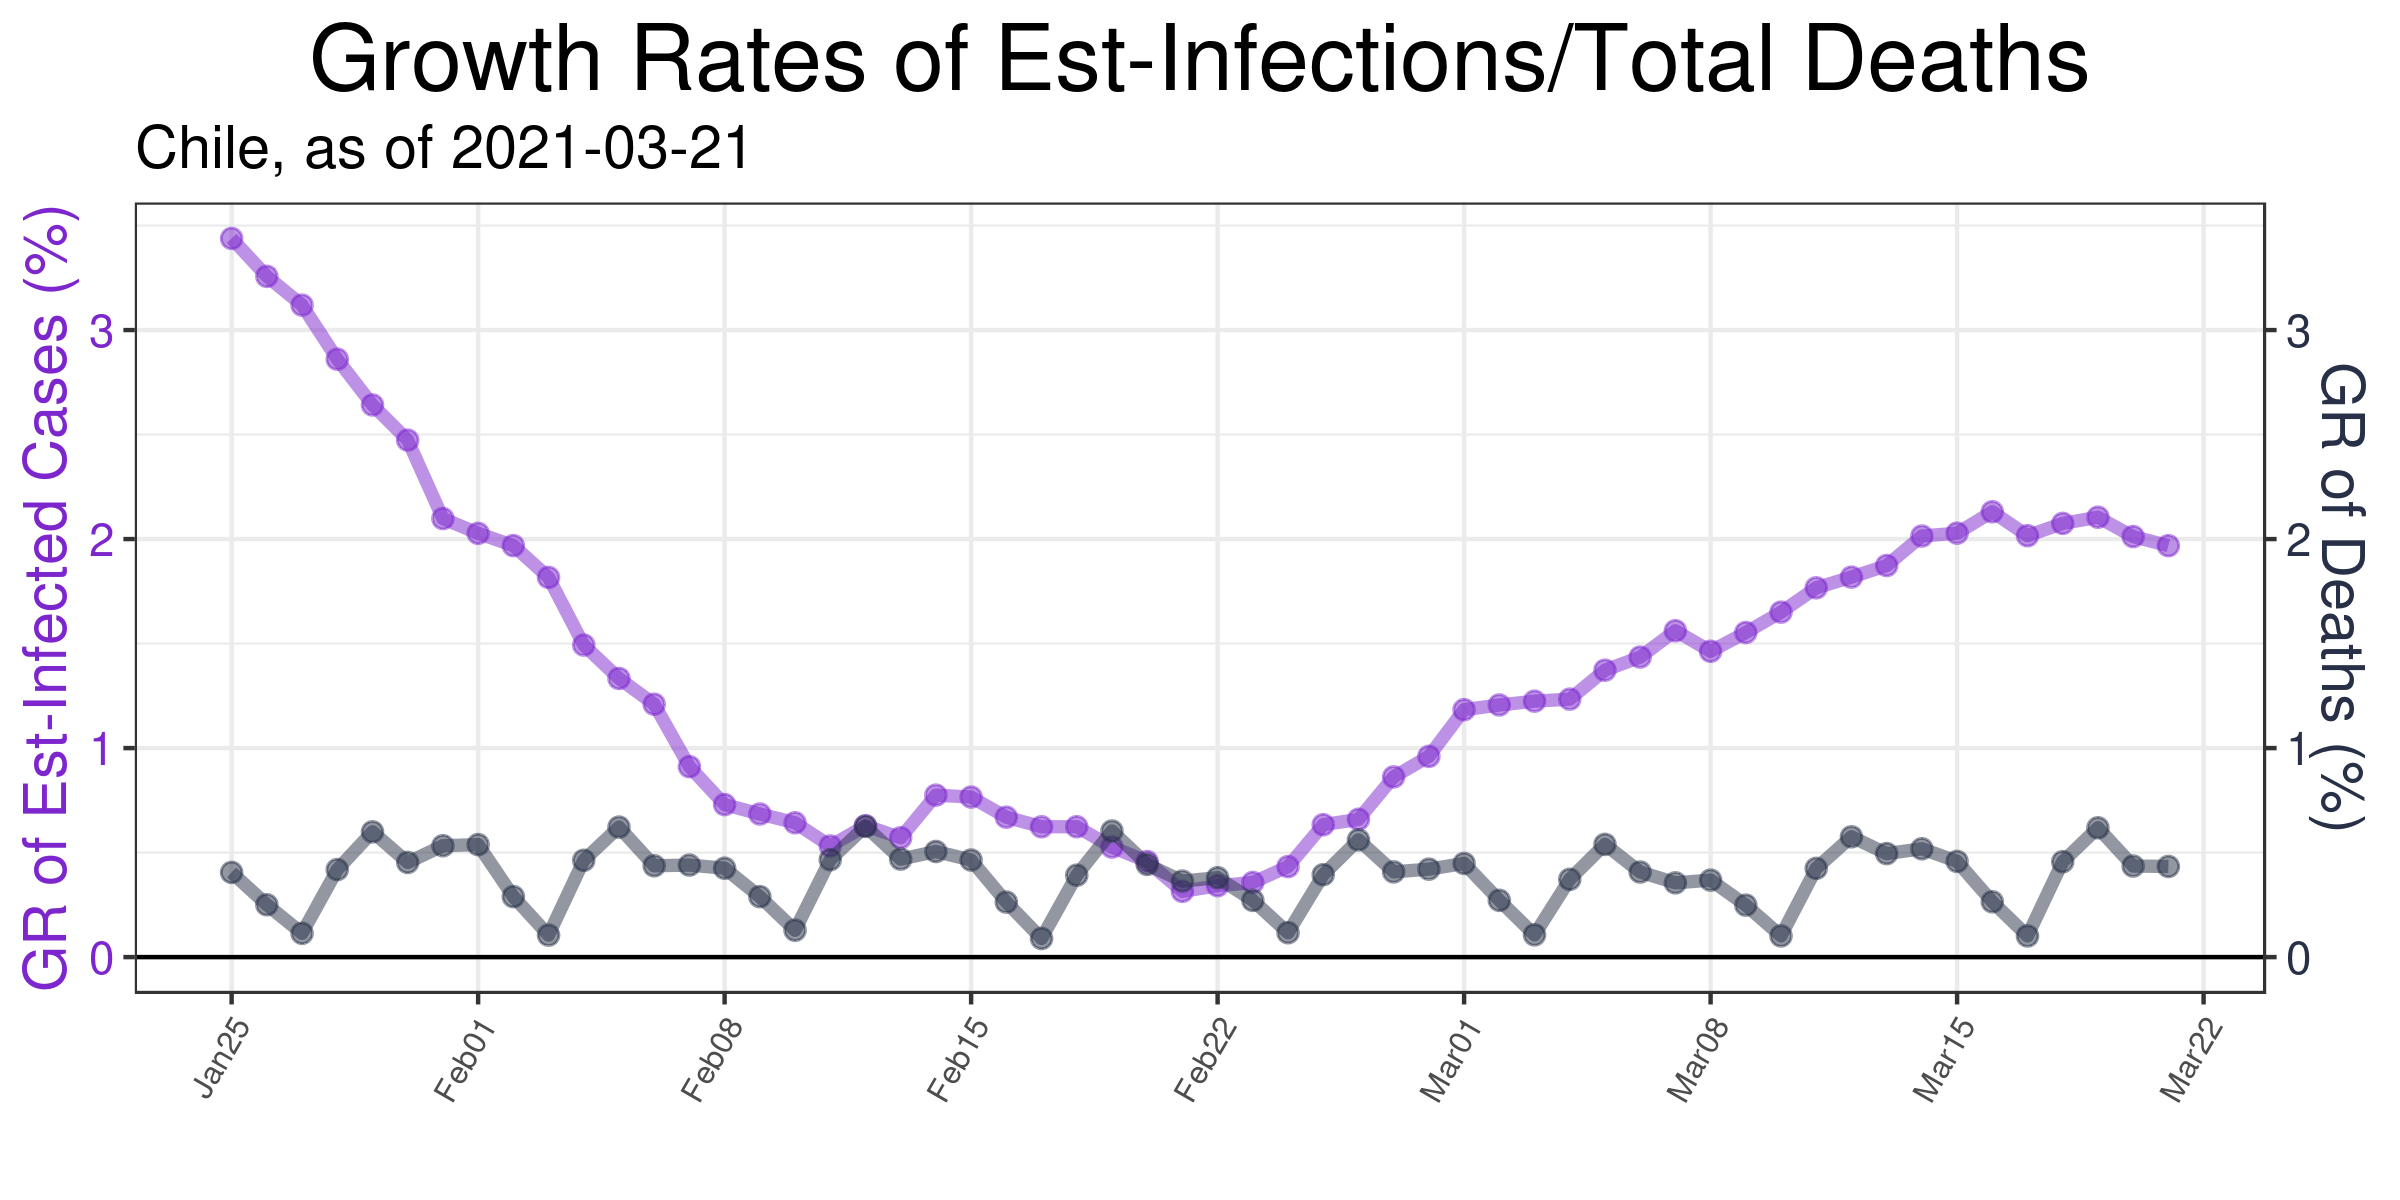 Growth Rates of Est-Infections/Total Deaths
Chile, as of 2021-03-21
GR of Est-Infected Cases (%)
3
2
1
0
3
2
1
0
GR of Deaths (%)
Jan25
Feb01
Feb08
Feb15
Feb22
Mar01
Mar08
Mar15
Mar22